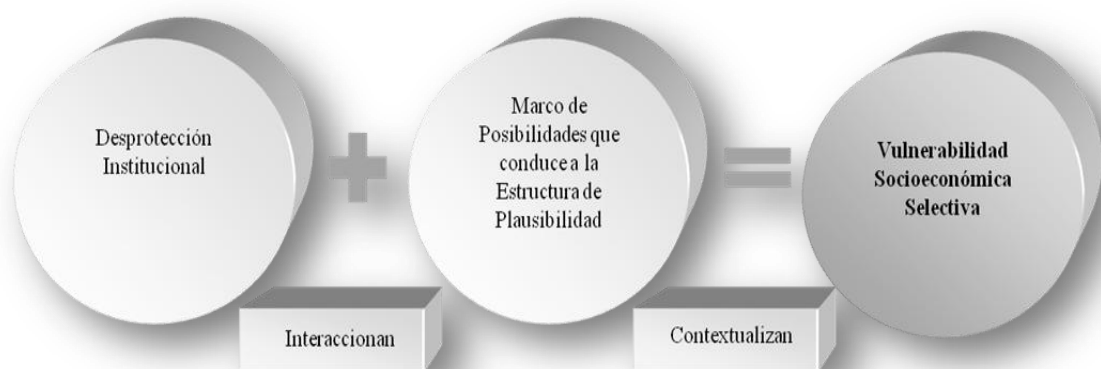 Desprotección
Institucional
Marco de
Posibilidades que
conduce a la
Estructura de
Plausibilidad
Vulnerabilidad
Socioeconómica
Selectiva
Interaccionan
Contextualizan